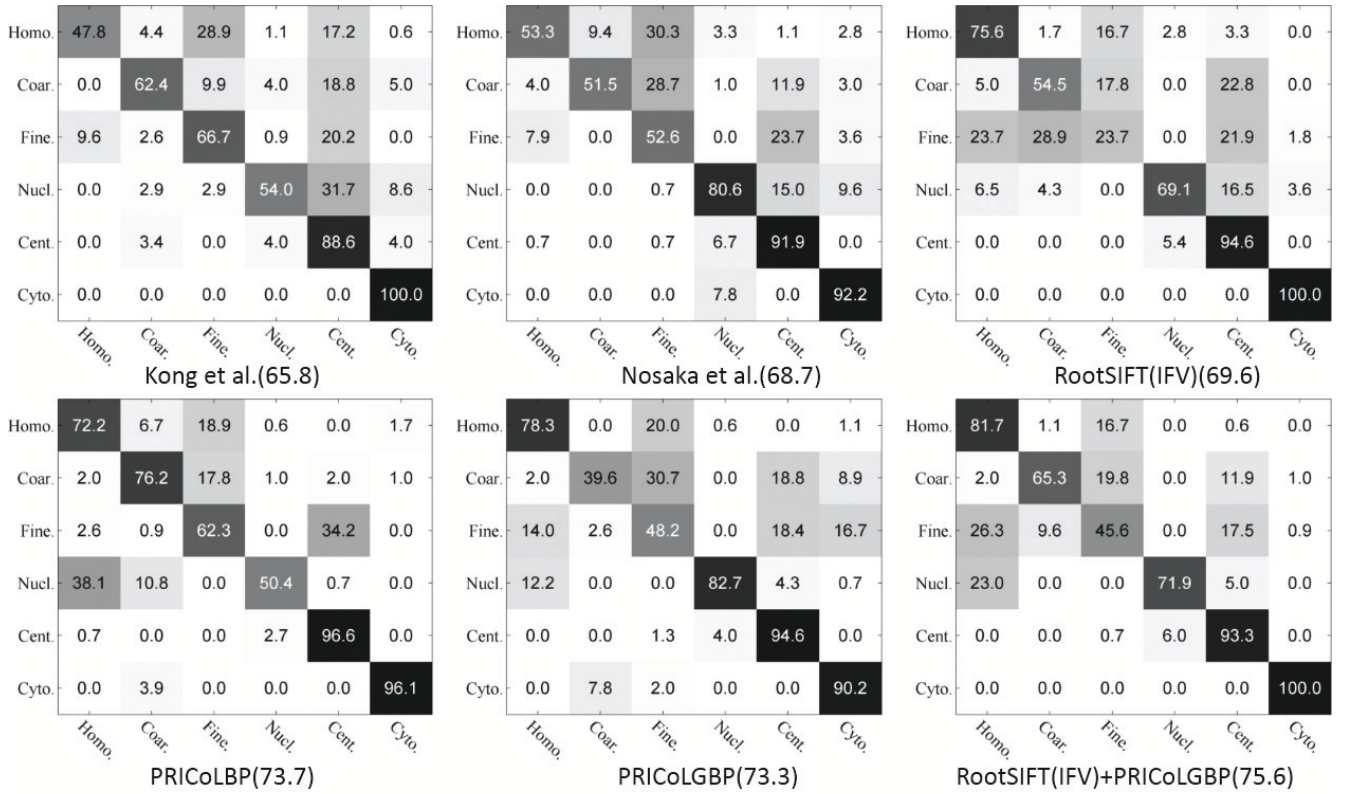 Homo. 47.8 4.4 28.9 1.1 17.2 0.6
Coar. 0.0 62.4 9.9 4.0 18.8 5.0
Fine. 9.6 2.6 66.7 0.9 20.2 0.0
Nucl. 0.0 2.9 2.9 54.0 31.7 8.6
Cent. 0.0 3.4 0.0 4.0 88.6 4.0
Cyto. 0.0 0.0 0.0 0.0 0.0 100.0
Homo. Coar. Fine. Nucl. Cent. Cyto.
Kong et al.(65.8)
Homo. 53.3 9.4 30.3 3.3 1.1 2.8
Coar. 4.0 51.5 28.7 1.0 11.9 3.0
Fine. 7.9 0.0 52.6 0.0 23.7 3.6
Nucl. 0.0 0.0 0.7 80.6 15.0 9.6
Cent. 0.7 0.0 0.7 6.7 91.9 0.0
Cyto. 0.0 0.0 0.0 7.8 0.0 92.2
Homo. Coar. Fine. Nucl. Cent. Cyto.
Nosaka et al.(68.7)
Homo. 75.6 1.7 16.7 2.8 3.3 0.0
Coar. 5.0 54.5 17.8 0.0 22.8 0.0
Fine. 23.7 28.9 23.7 0.0 21.9 1.8
Nucl. 6.5 4.3 0.0 69.1 16.5 3.6
Cent. 0.0 0.0 0.0 5.4 94.6 0.0
Cyto. 0.0 0.0 0.0 0.0 0.0 100.0
Homo. Coar. Fine. Nucl. Cent. Cyto.
RootSIFT(IFV)(69.6)
Homo. 72.2 6.7 18.9 0.6 0.0 1.7
Coar. 2.0 76.2 17.8 1.0 2.0 1.0
Fine. 2.6 0.9 62.3 0.0 34.2 0.0
Nucl. 38.1 10.8 0.0 50.4 0.7 0.0
Cent. 0.7 0.0 0.0 2.7 96.6 0.0
Cyto. 0.0 3.9 0.0 0.0 0.0 96.1
Homo. Coar. Fine. Nucl. Cent. Cyto.
PRICoLBP(73.7)
Homo. 78.3 0.0 20.0 0.6 0.0 1.1
Coar. 2.0 39.6 30.7 0.0 18.8 8.9
Fine. 14.0 2.6 48.2 0.0 18.4 16.7
Nucl. 12.2 0.0 0.0 82.7 4.3 0.7
Cent. 0.0 0.0 1.3 4.0 94.6 0.0
Cyto. 0.0 7.8 2.0 0.0 0.0 90.2
Homo. Coar. Fine. Nucl. Cent. Cyto.
PRICoLGBP(73.3)
Homo. 81.7 1.1 16.7 0.0 0.6 0.0
Coar. 2.0 65.3 19.8 0.0 11.9 1.0
Fine. 26.3 9.6 45.6 0.0 17.5 0.9
Nucl. 23.0 0.0 0.0 71.9 5.0 0.0
Cent. 0.0 0.0 0.7 6.0 93.3 0.0
Cyto. 0.0 0.0 0.0 0.0 0.0 100.0
Homo. Coar. Fine. Nucl. Cent. Cyto.
RootSIFT(IFV)+PRICoLGBP(75.6)